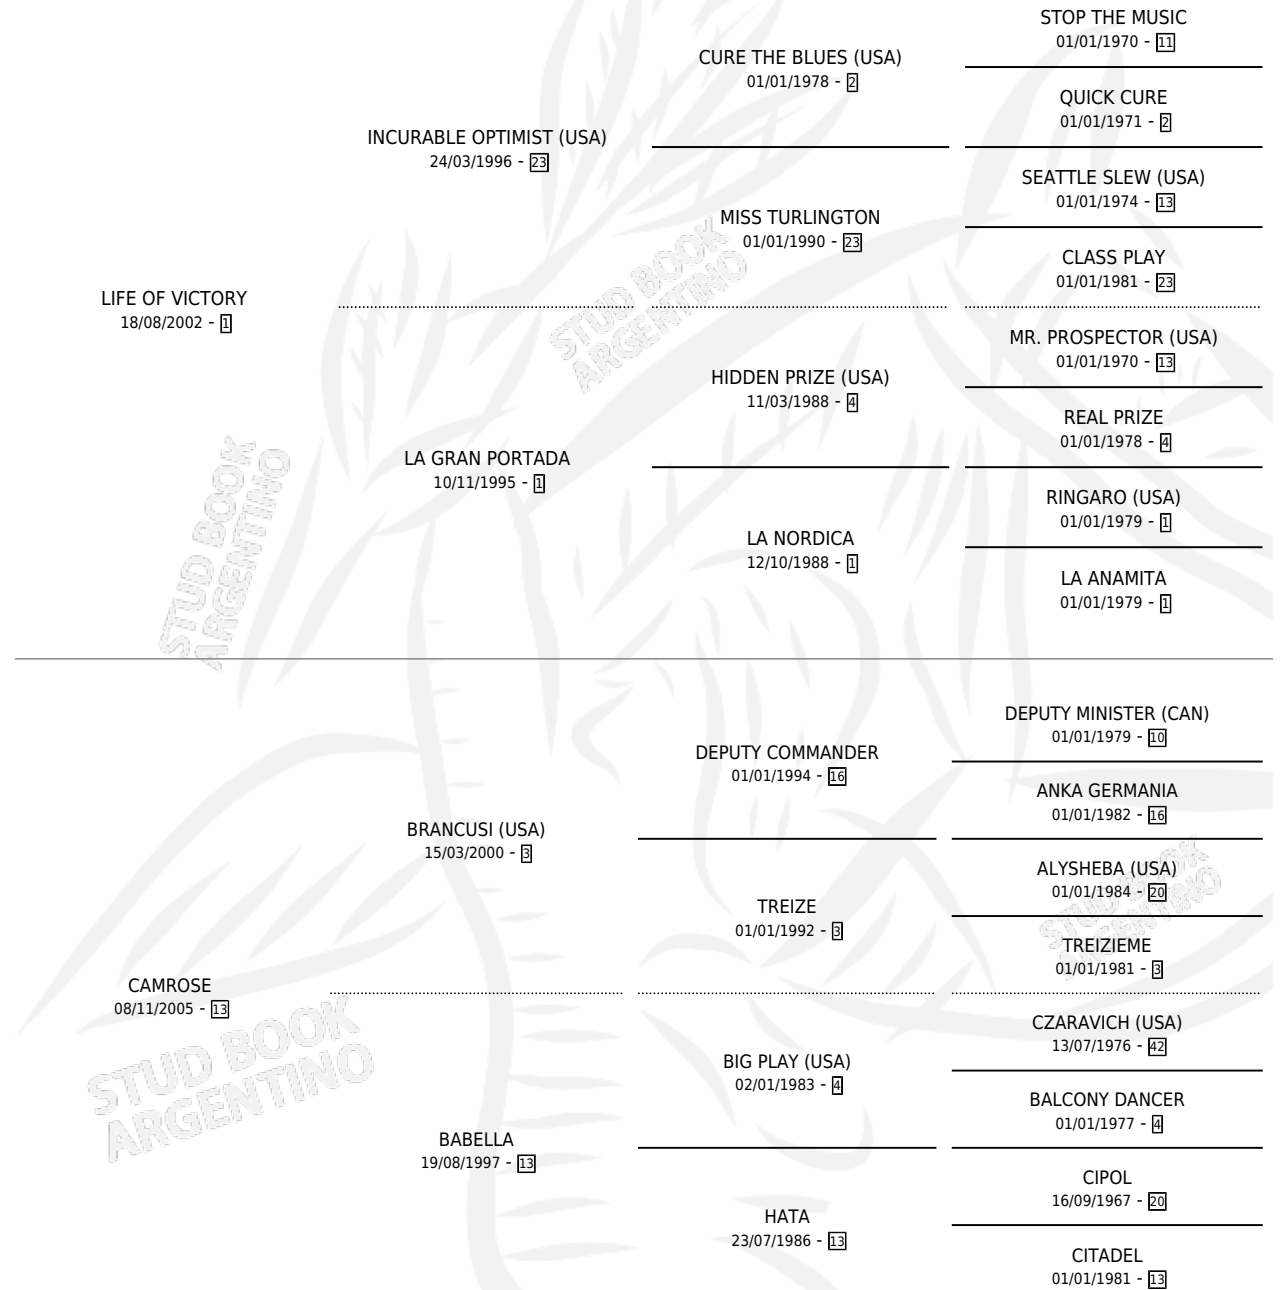 STOP THE MUSIC
01/01/1970 - 11
CURE THE BLUES (USA)
01/01/1978 - 2
QUICK CURE
01/01/1971 - 2
INCURABLE OPTIMIST (USA)
24/03/1996 - 23
SEATTLE SLEW (USA)
01/01/1974 - 13
MISS TURLINGTON
01/01/1990 - 23
CLASS PLAY
01/01/1981 - 23
LIFE OF VICTORY
18/08/2002 - 1
STUD BOOK
ARGENTINO
MR. PROSPECTOR (USA)
01/01/1970 - 13
HIDDEN PRIZE (USA)
11/03/1988 - 4
REAL PRIZE
01/01/1978 - 4
LA GRAN PORTADA
10/11/1995 - 1
RINGARO (USA)
01/01/1979 - 1
LA NORDICA
12/10/1988 - 1
LA ANAMITA
01/01/1979 - 1
STUD BOOK
ARGENTINO
DEPUTY MINISTER (CAN)
01/01/1979 - 10
DEPUTY COMMANDER
01/01/1994 - 16
ANKA GERMANIA
01/01/1982 - 16
BRANCUSI (USA)
15/03/2000 - 3
ALYSHEBA (USA)
01/01/1984 - 20
TREIZE
01/01/1992 - 3
STUD BOOK
ARGENTINO
TREIZIEME
01/01/1981 - 3
CAMROSE
08/11/2005 - 13
CZARAVICH (USA)
13/07/1976 - 42
BIG PLAY (USA)
02/01/1983 - 4
BALCONY DANCER
01/01/1977 - 4
STUD BOOK
ARGENTINO
BABELLA
19/08/1997 - 13
CIPOL
16/09/1967 - 20
HATA
23/07/1986 - 13
CITADEL
01/01/1981 - 13